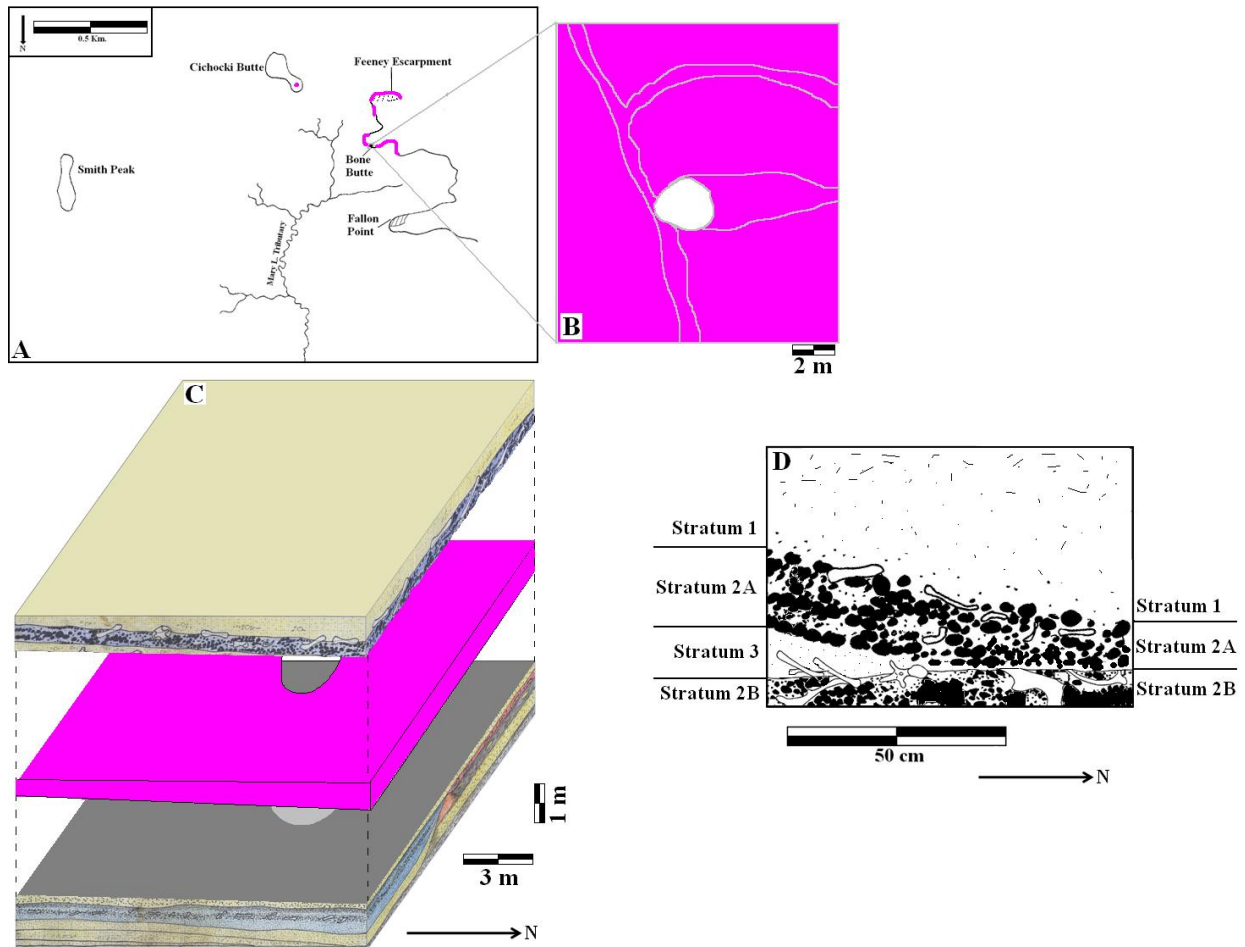 N
0.5 Km.
Cichocki Butte
Feeney Escarpment
Smith Peak
Bone
Butte
Fallon
Point
Mary L. Tributary
A
B
2 m
C
1 m
3 m
N
D
Stratum 1
Stratum 2A
Stratum 3
Stratum 2B
Stratum 1
Stratum 2A
Stratum 2B
50 cm
N